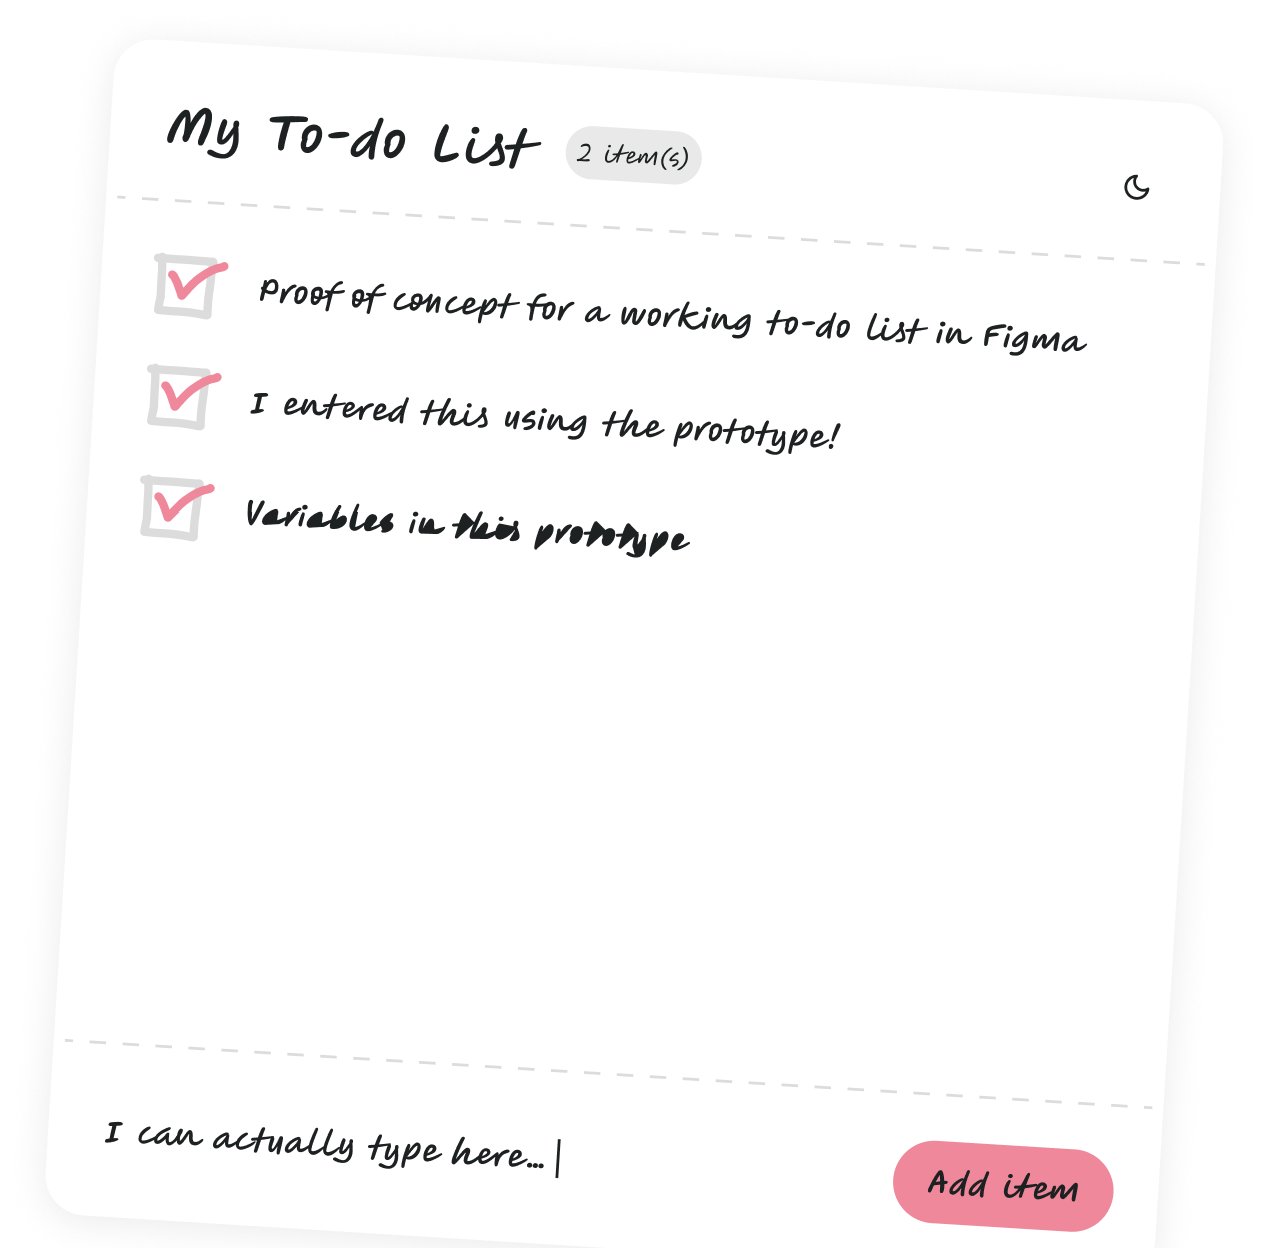 My To-do List
2 item(s)
Proof of concept for a working to-do list in Figma
I entered this using the prototype!
Variables in this prototype
I can actually type here...
Add item